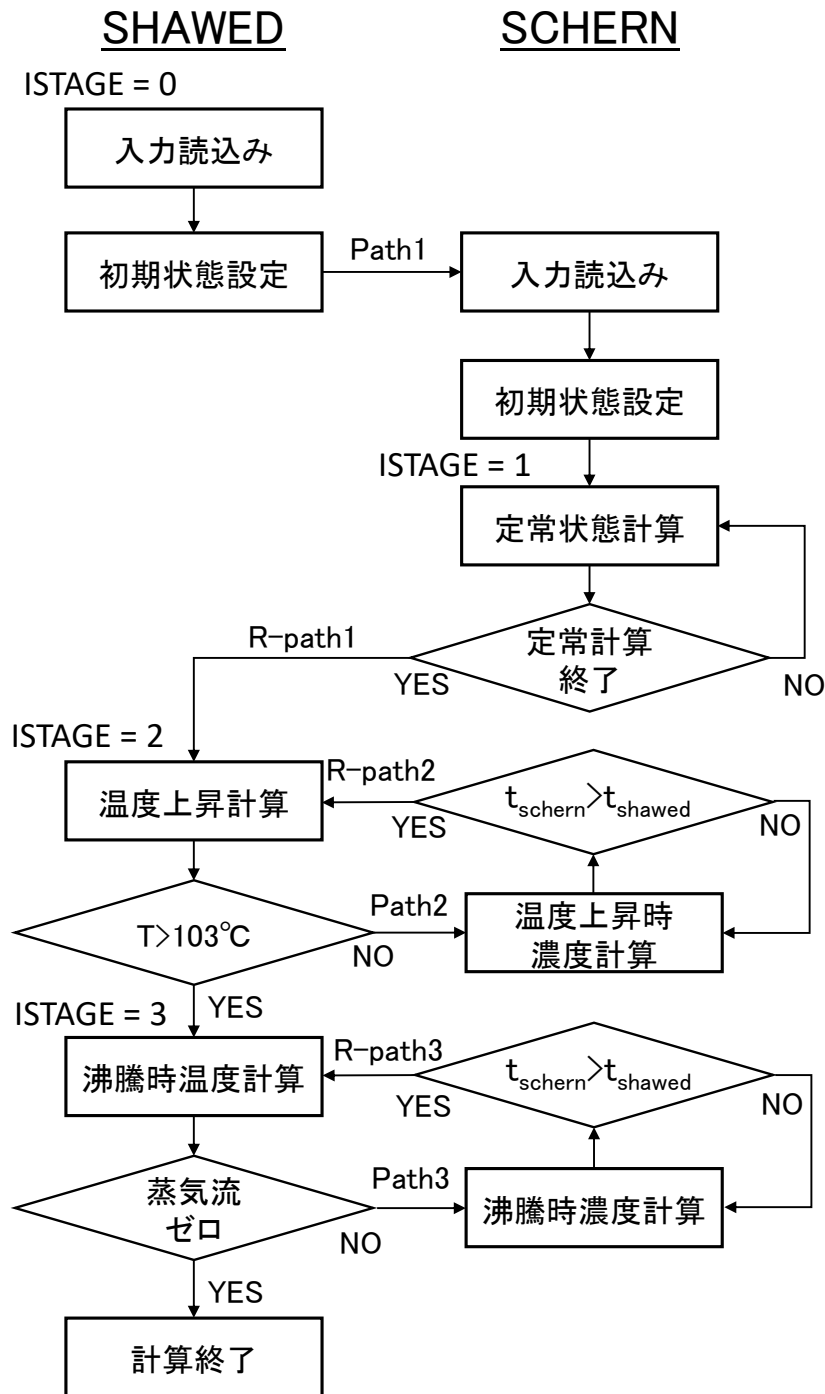 SHAWED
SCHERN
ISTAGE = 0
入力読込み
初期状態設定
Path1
入力読込み
初期状態設定
ISTAGE = 1
定常状態計算
R-path1
定常計算
終了
YES
NO
ISTAGE = 2
温度上昇計算
R-path2
tschern>tshawed
YES
NO
T>103℃
Path2
NO
温度上昇時
濃度計算
YES
ISTAGE = 3
沸騰時温度計算
R-path3
tschern>tshawed
YES
NO
蒸気流
ゼロ
Path3
NO
沸騰時濃度計算
YES
計算終了